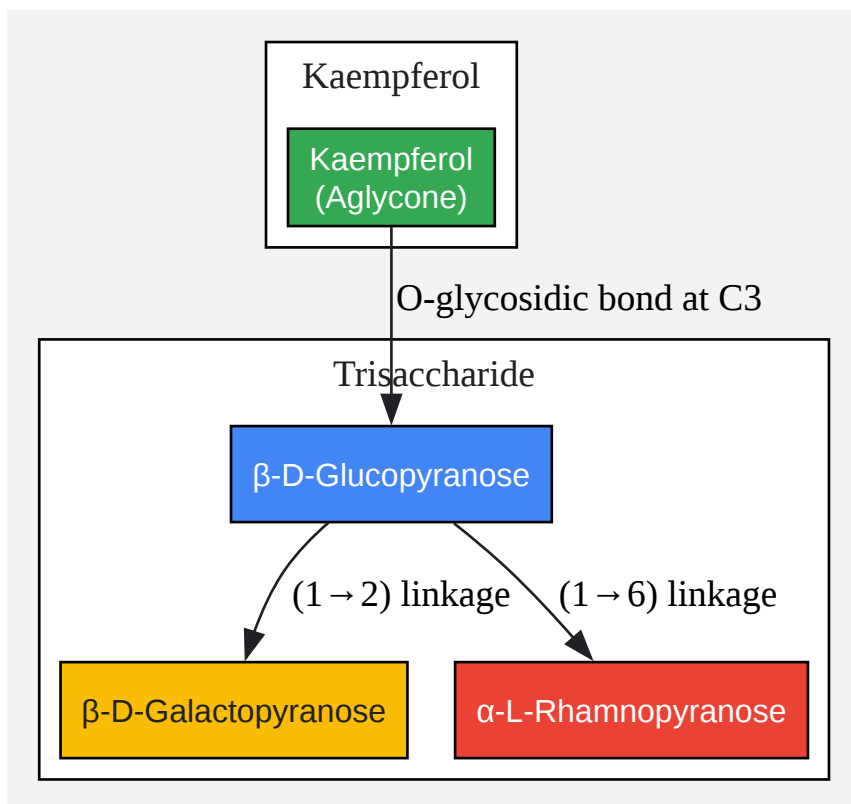 Kaempferol
Kaempferol
(Aglycone)
O-glycosidic bond at C3
Trisaccharide
β-D-Glucopyranose
(1→2) linkage
(1→6) linkage
β-D-Galactopyranose
α-L-Rhamnopyranose